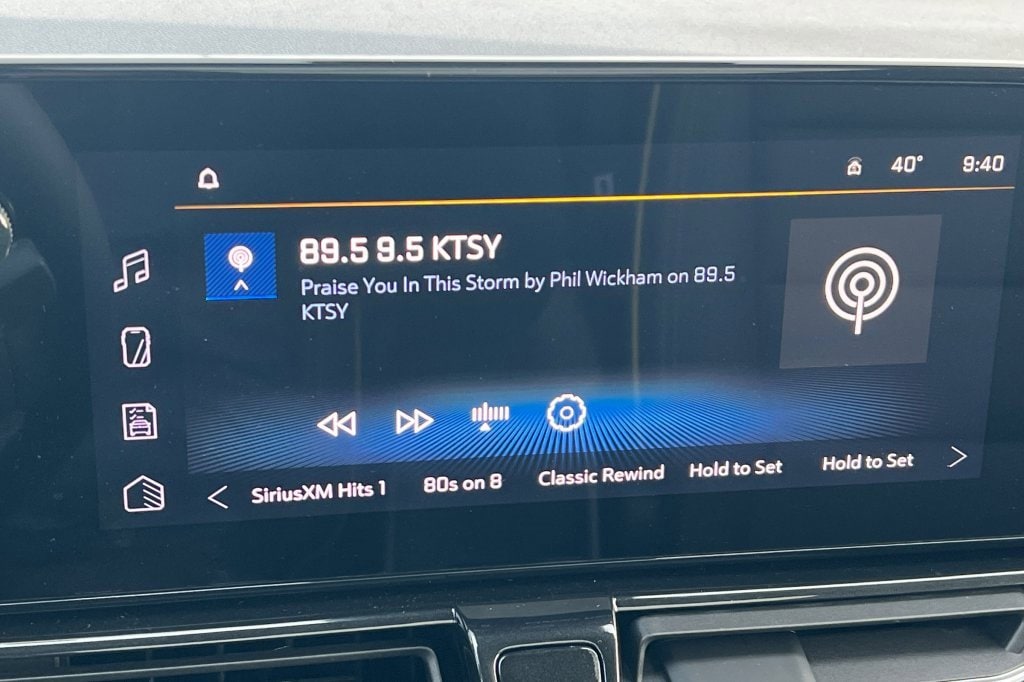 40° 9:40
89.5 9.5 KTSY
Praise You In This Storm by Phil Wickham on 89.5
KTSY
SiriusXM Hits 1 80s on 8 Classic Rewind Hold to Set Hold to Set